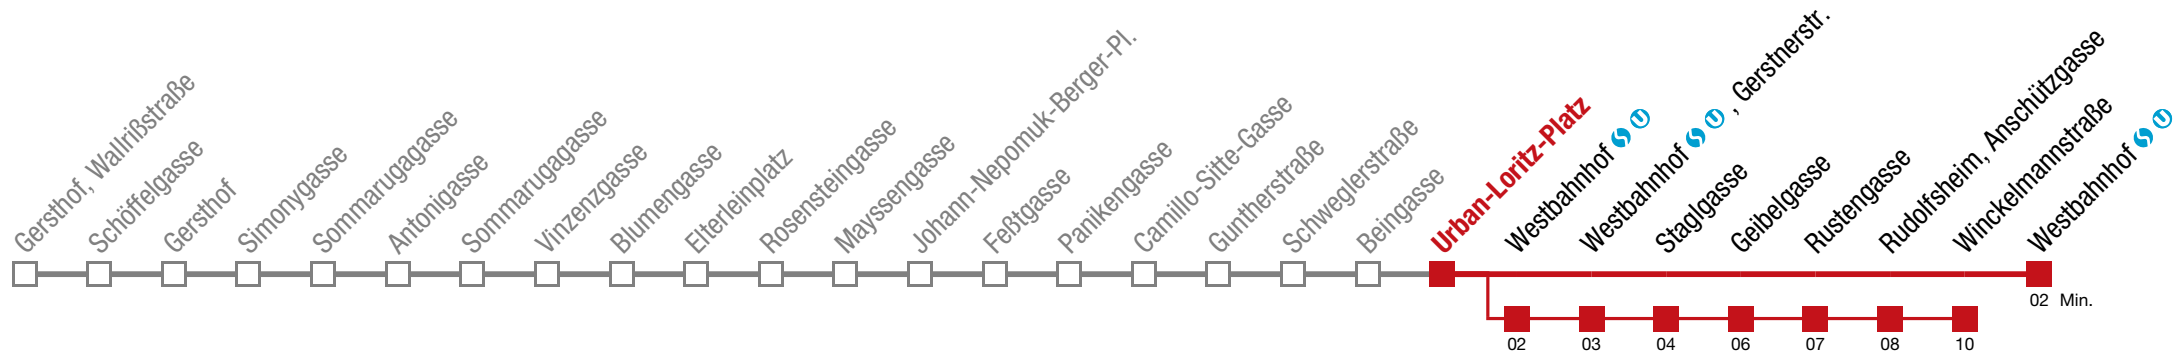 Gersthof, Wallrißstraße
Schöffelgasse
Gersthof
Simonygasse
Sommarugagasse
Antonigasse
Sommarugagasse
Vinzenzgasse
Blumengasse
Elterleinplatz
Rosensteingasse
Mayssengasse
Johann-Nepomuk-Berger-Pl.
Feßtgasse
Panikengasse
Camillo-Sitte-Gasse
Guntherstraße
Schweglerstraße
Beingasse
Urban-Loritz-Platz
Westbahnhof S U
Westbahnhof S U , Gerstnerstr.
Staglgasse
Geibelgasse
Rustengasse
Rudolfsheim, Anschützgasse
Winckelmannstraße
Westbahnhof S U
02 Min.
02 03 04 06 07 08 10